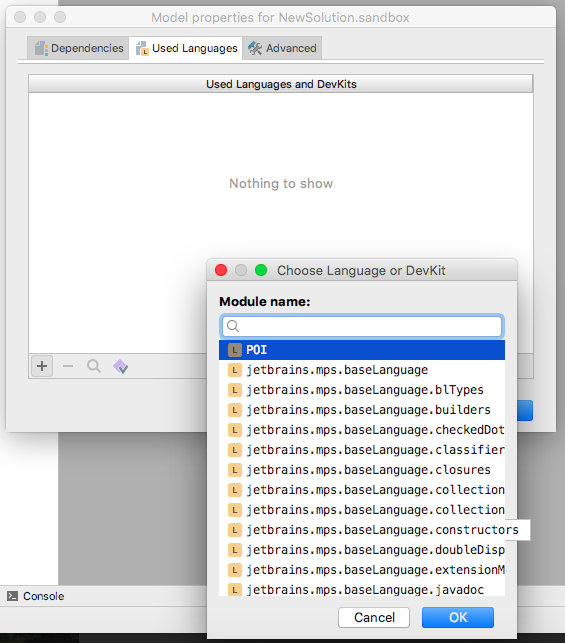 Model properties for NewSolution.sandbox
Dependencies
L Used Languages
Advanced
Used Languages and DevKits
Nothing to show
Choose Language or DevKit
Module name:
L POI
L jetbrains.mps.baseLanguage
L jetbrains.mps.baseLanguage.blTypes
L jetbrains.mps.baseLanguage.builders
L jetbrains.mps.baseLanguage.checkedDot
L jetbrains.mps.baseLanguage.classifier
L jetbrains.mps.baseLanguage.closures
L jetbrains.mps.baseLanguage.collection
L jetbrains.mps.baseLanguage.collection
L jetbrains.mps.baseLanguage.constructors
L jetbrains.mps.baseLanguage.doubleDisp
L jetbrains.mps.baseLanguage.extensionM
L jetbrains.mps.baseLanguage.javadoc
Console
Cancel
OK